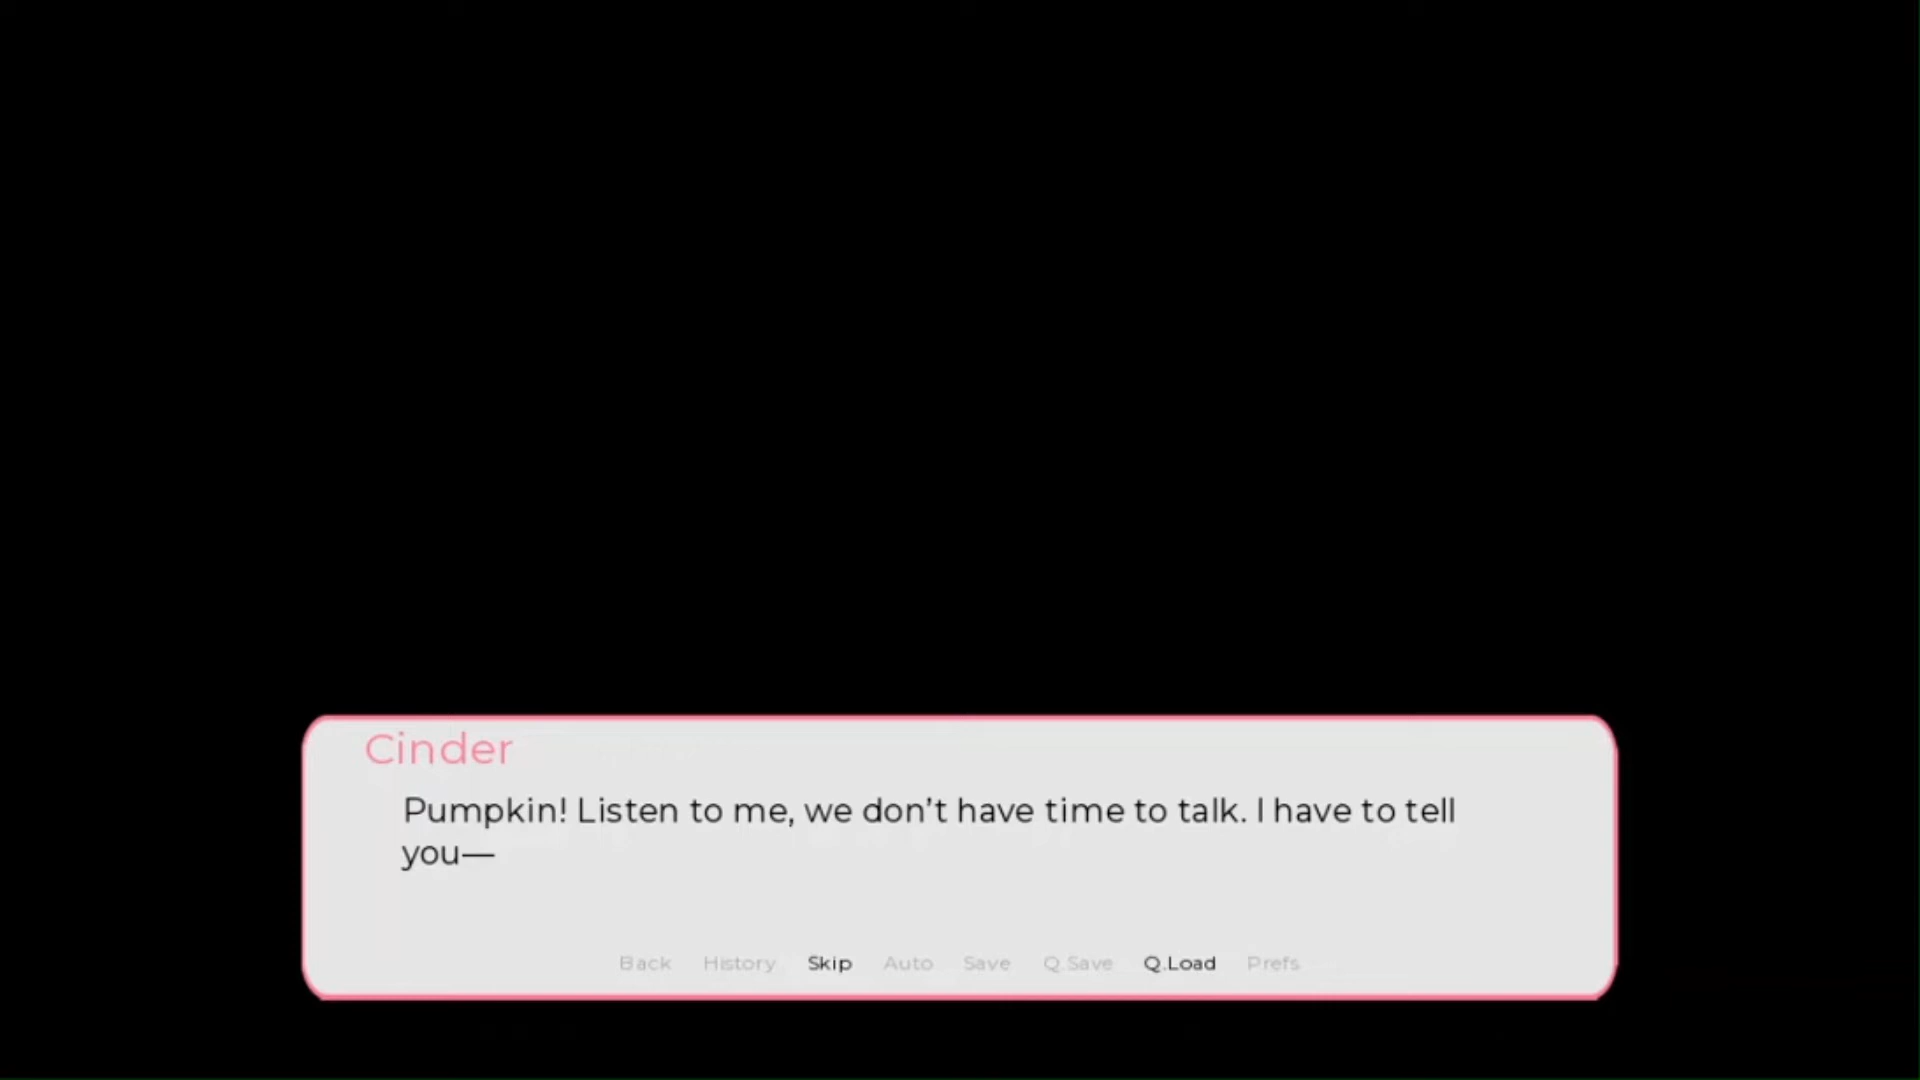 Cinder
Pumpkin! Listen to me, we don’t have time to talk. I have to tell
you—
Back History Skip Auto Save Q.Save Q.Load Prefs